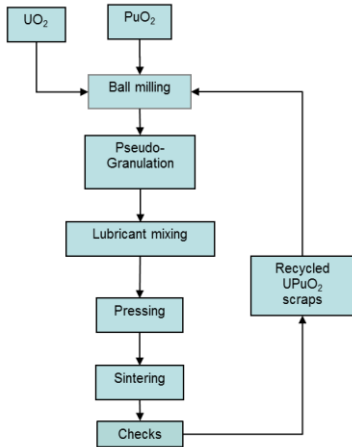 UO₂
PuO₂
Ball milling
Pseudo-
Granulation
Lubricant mixing
Recycled
UPuO₂
scraps
Pressing
Sintering
Checks